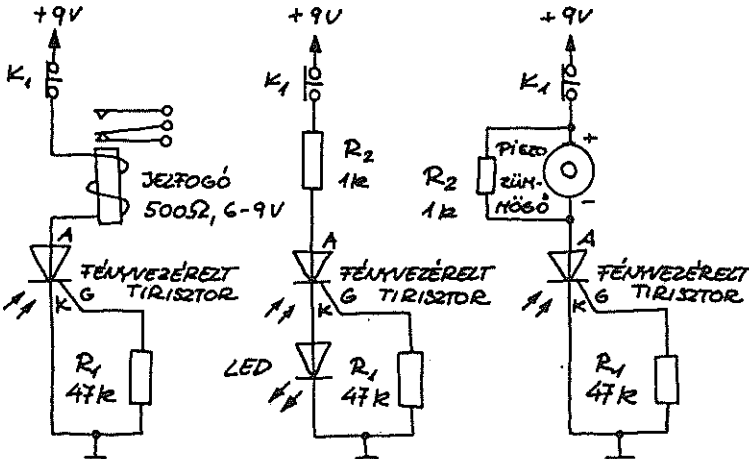 +9V
K1
JELFOGÓ
500Ω, 6-9V
A
FÉNYVEZÉRELT
TIRISZTOR
K
G
R1
47k
+9V
K1
R2
1k
A
FÉNYVEZÉRELT
TIRISZTOR
K
G
LED
R1
47k
+9V
K1
R2
1k
PIEZO
ZÜM-
MÖGŐ
+
-
A
FÉNYVEZÉRELT
TIRISZTOR
K
G
R1
47k